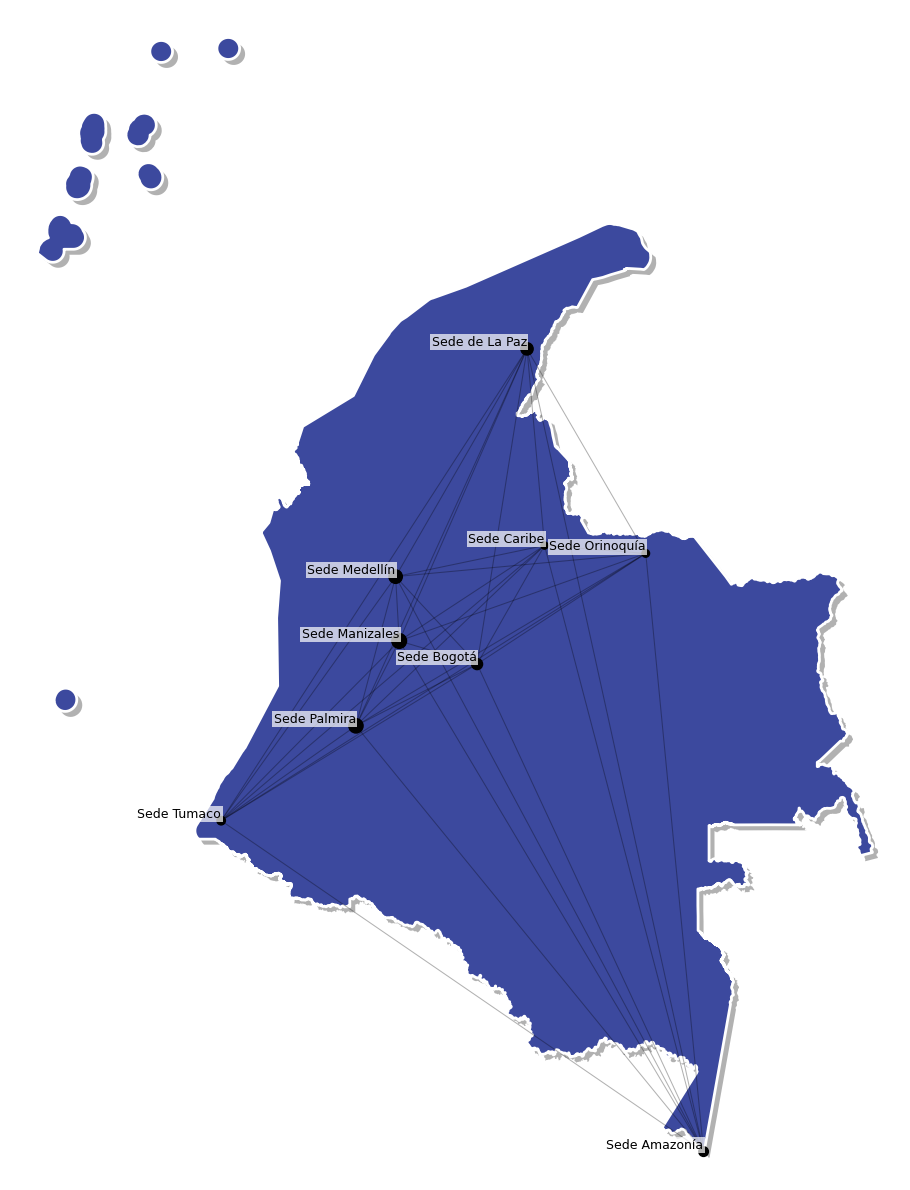 Sede de La Paz
Sede Caribe
Sede Orinoquía
Sede Medellín
Sede Manizales
Sede Bogotá
Sede Palmira
Sede Tumaco
Sede Amazonía